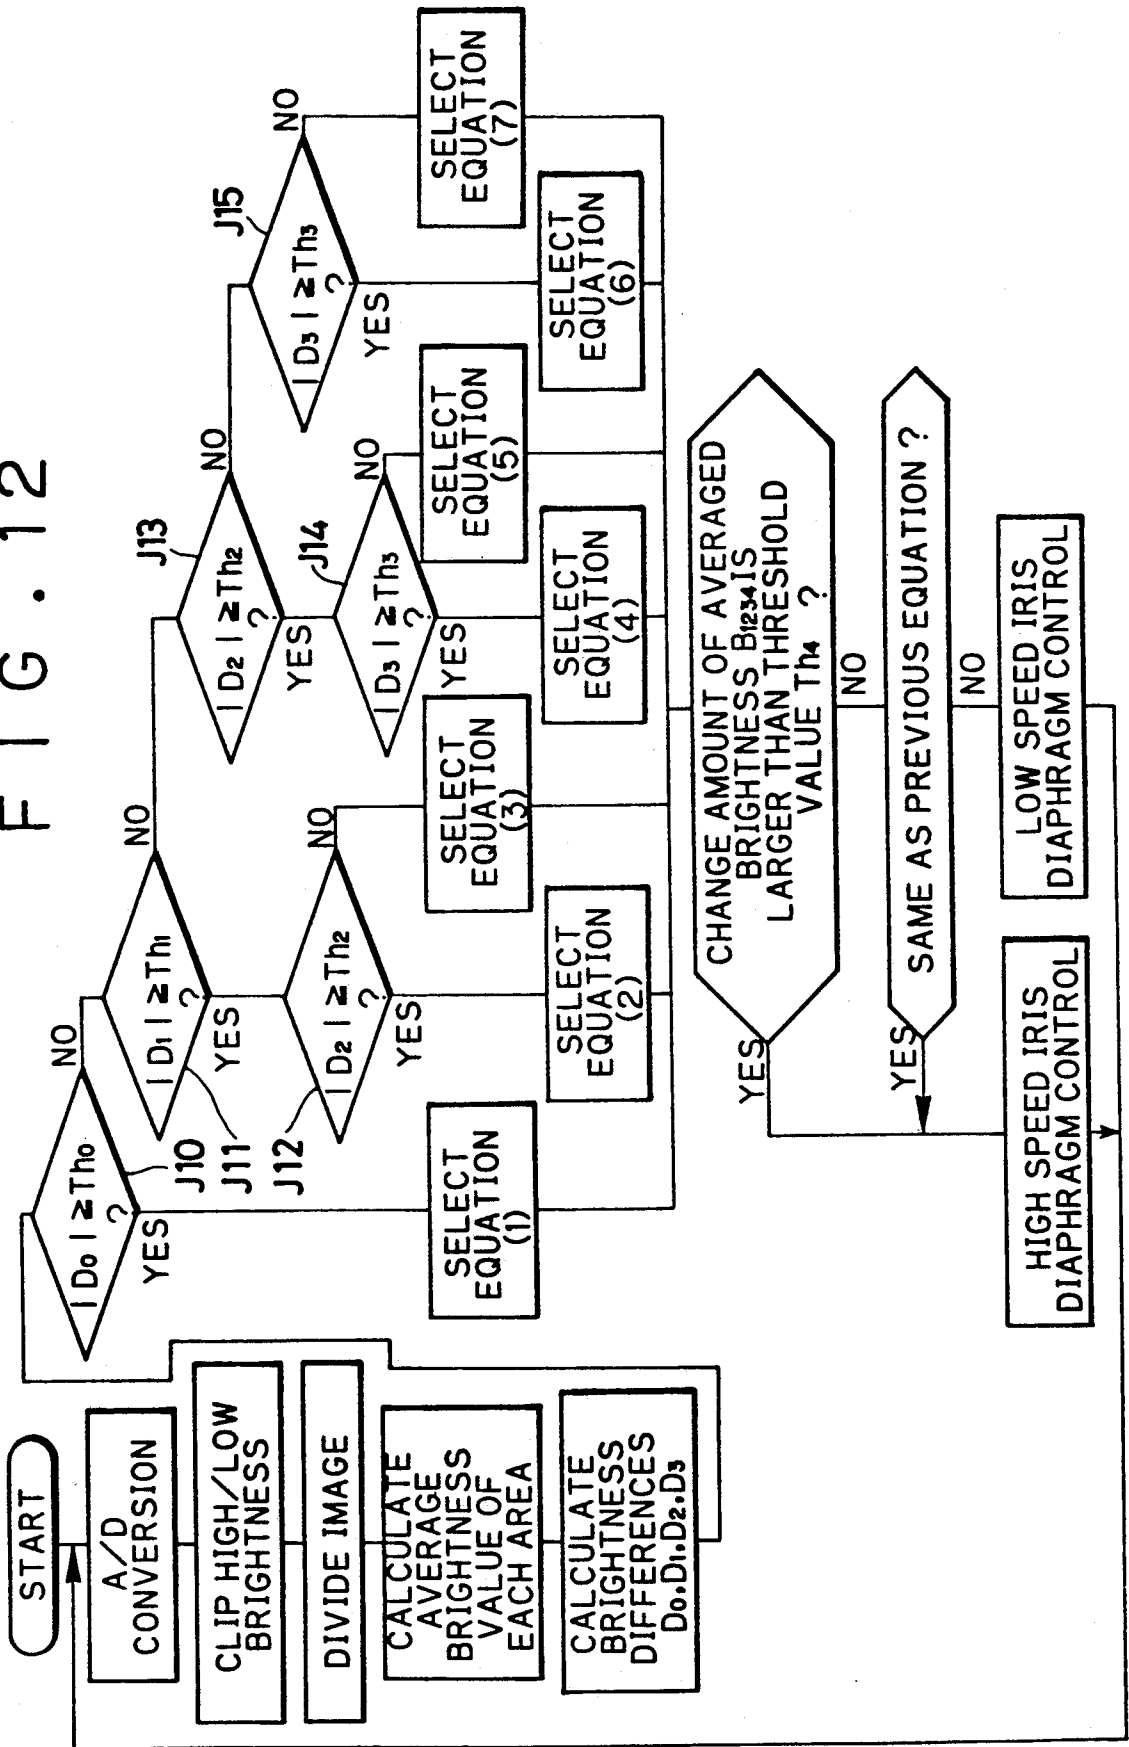 FIG.12
START
A/D
CONVERSION
CLIP HIGH/LOW
BRIGHTNESS
DIVIDE IMAGE
CALCULATE
AVERAGE
BRIGHTNESS
VALUE OF
EACH AREA
CALCULATE
BRIGHTNESS
DIFFERENCES
D0.D1.D2.D3
|D0|≥Th0
?
YES
NO
J10
|D1|≥Th1
?
YES
NO
J11
|D2|≥Th2
?
YES
NO
J12
|D2|≥Th2
?
YES
NO
J13
|D3|≥Th3
?
YES
NO
J14
|D3|≥Th3
?
YES
NO
J15
SELECT
EQUATION
(1)
SELECT
EQUATION
(2)
SELECT
EQUATION
(3)
SELECT
EQUATION
(4)
SELECT
EQUATION
(5)
SELECT
EQUATION
(6)
SELECT
EQUATION
(7)
CHANGE AMOUNT OF AVERAGED
BRIGHTNESS B1234 IS
LARGER THAN THRESHOLD
VALUE Th4 ?
YES
NO
SAME AS PREVIOUS EQUATION ?
YES
NO
HIGH SPEED IRIS
DIAPHRAGM CONTROL
LOW SPEED IRIS
DIAPHRAGM CONTROL